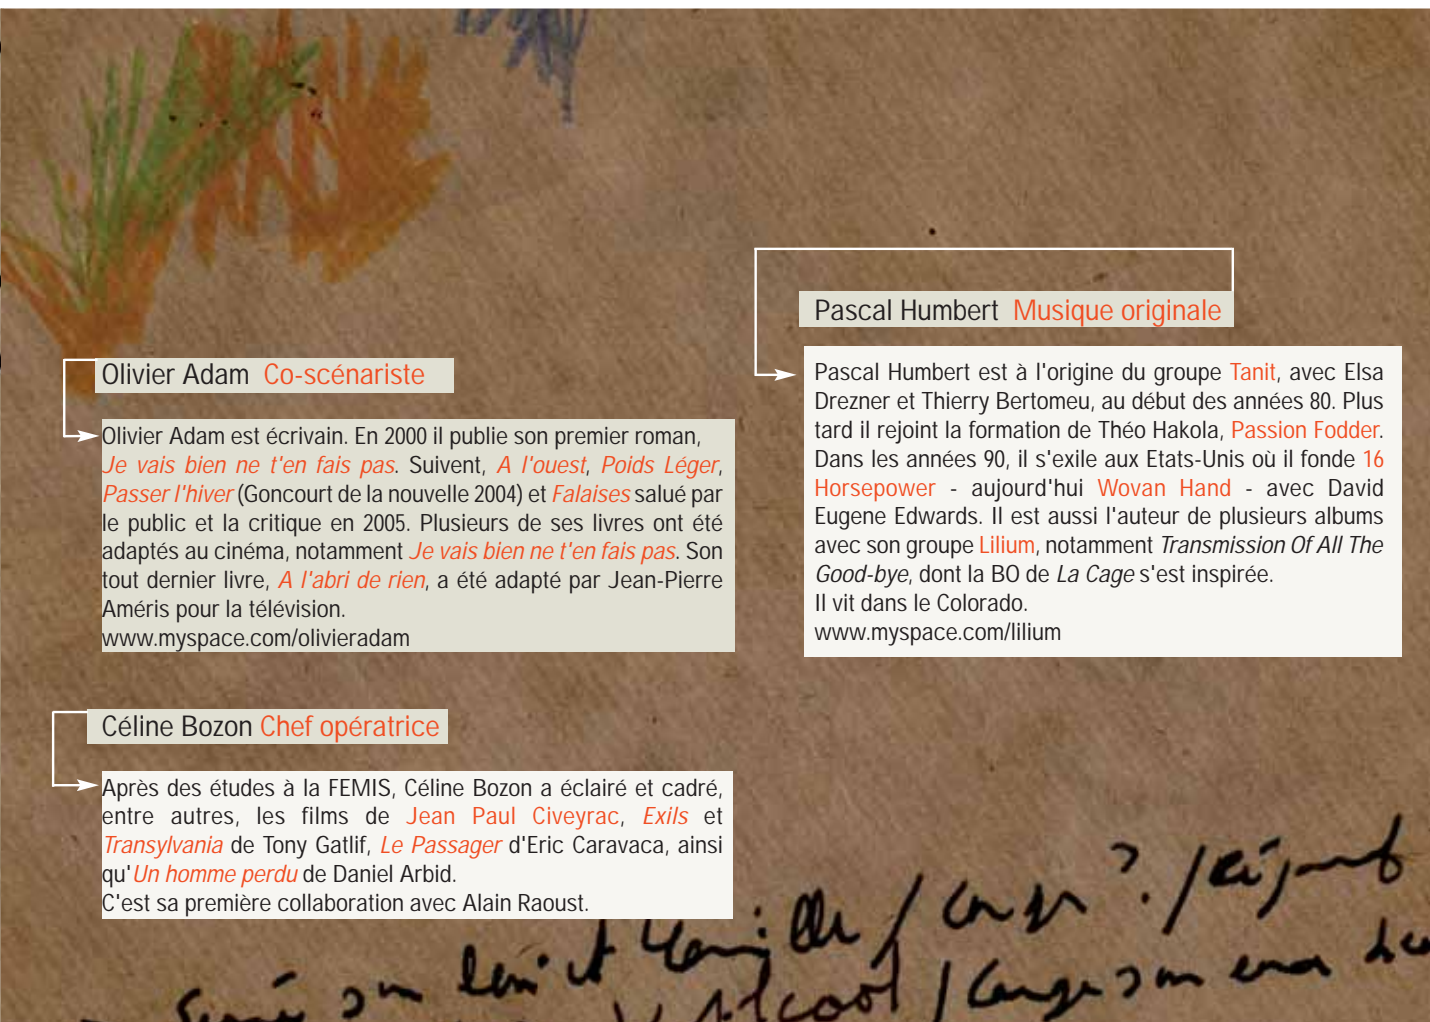 Olivier Adam Co-scénariste
Olivier Adam est écrivain. En 2000 il publie son premier roman,
Je vais bien ne t'en fais pas. Suivent, A l'ouest, Poids Léger,
Passer l'hiver (Goncourt de la nouvelle 2004) et Falaises salué par
le public et la critique en 2005. Plusieurs de ses livres ont été
adaptés au cinéma, notamment Je vais bien ne t'en fais pas. Son
tout dernier livre, A l'abri de rien, a été adapté par Jean-Pierre
Améris pour la télévision.
www.myspace.com/olivieradam
Céline Bozon Chef opératrice
Après des études à la FEMIS, Céline Bozon a éclairé et cadré,
entre autres, les films de Jean Paul Civeyrac, Exils et
Transylvania de Tony Gatlif, Le Passager d'Eric Caravaca, ainsi
qu'Un homme perdu de Daniel Arbid.
C'est sa première collaboration avec Alain Raoust.
Pascal Humbert Musique originale
Pascal Humbert est à l'origine du groupe Tanit, avec Elsa
Drezner et Thierry Bertomeu, au début des années 80. Plus
tard il rejoint la formation de Théo Hakola, Passion Fodder.
Dans les années 90, il s'exile aux Etats-Unis où il fonde 16
Horsepower - aujourd'hui Wovan Hand - avec David
Eugene Edwards. Il est aussi l'auteur de plusieurs albums
avec son groupe Lilium, notamment Transmission Of All The
Good-bye, dont la BO de La Cage s'est inspirée.
Il vit dans le Colorado.
www.myspace.com/lilium